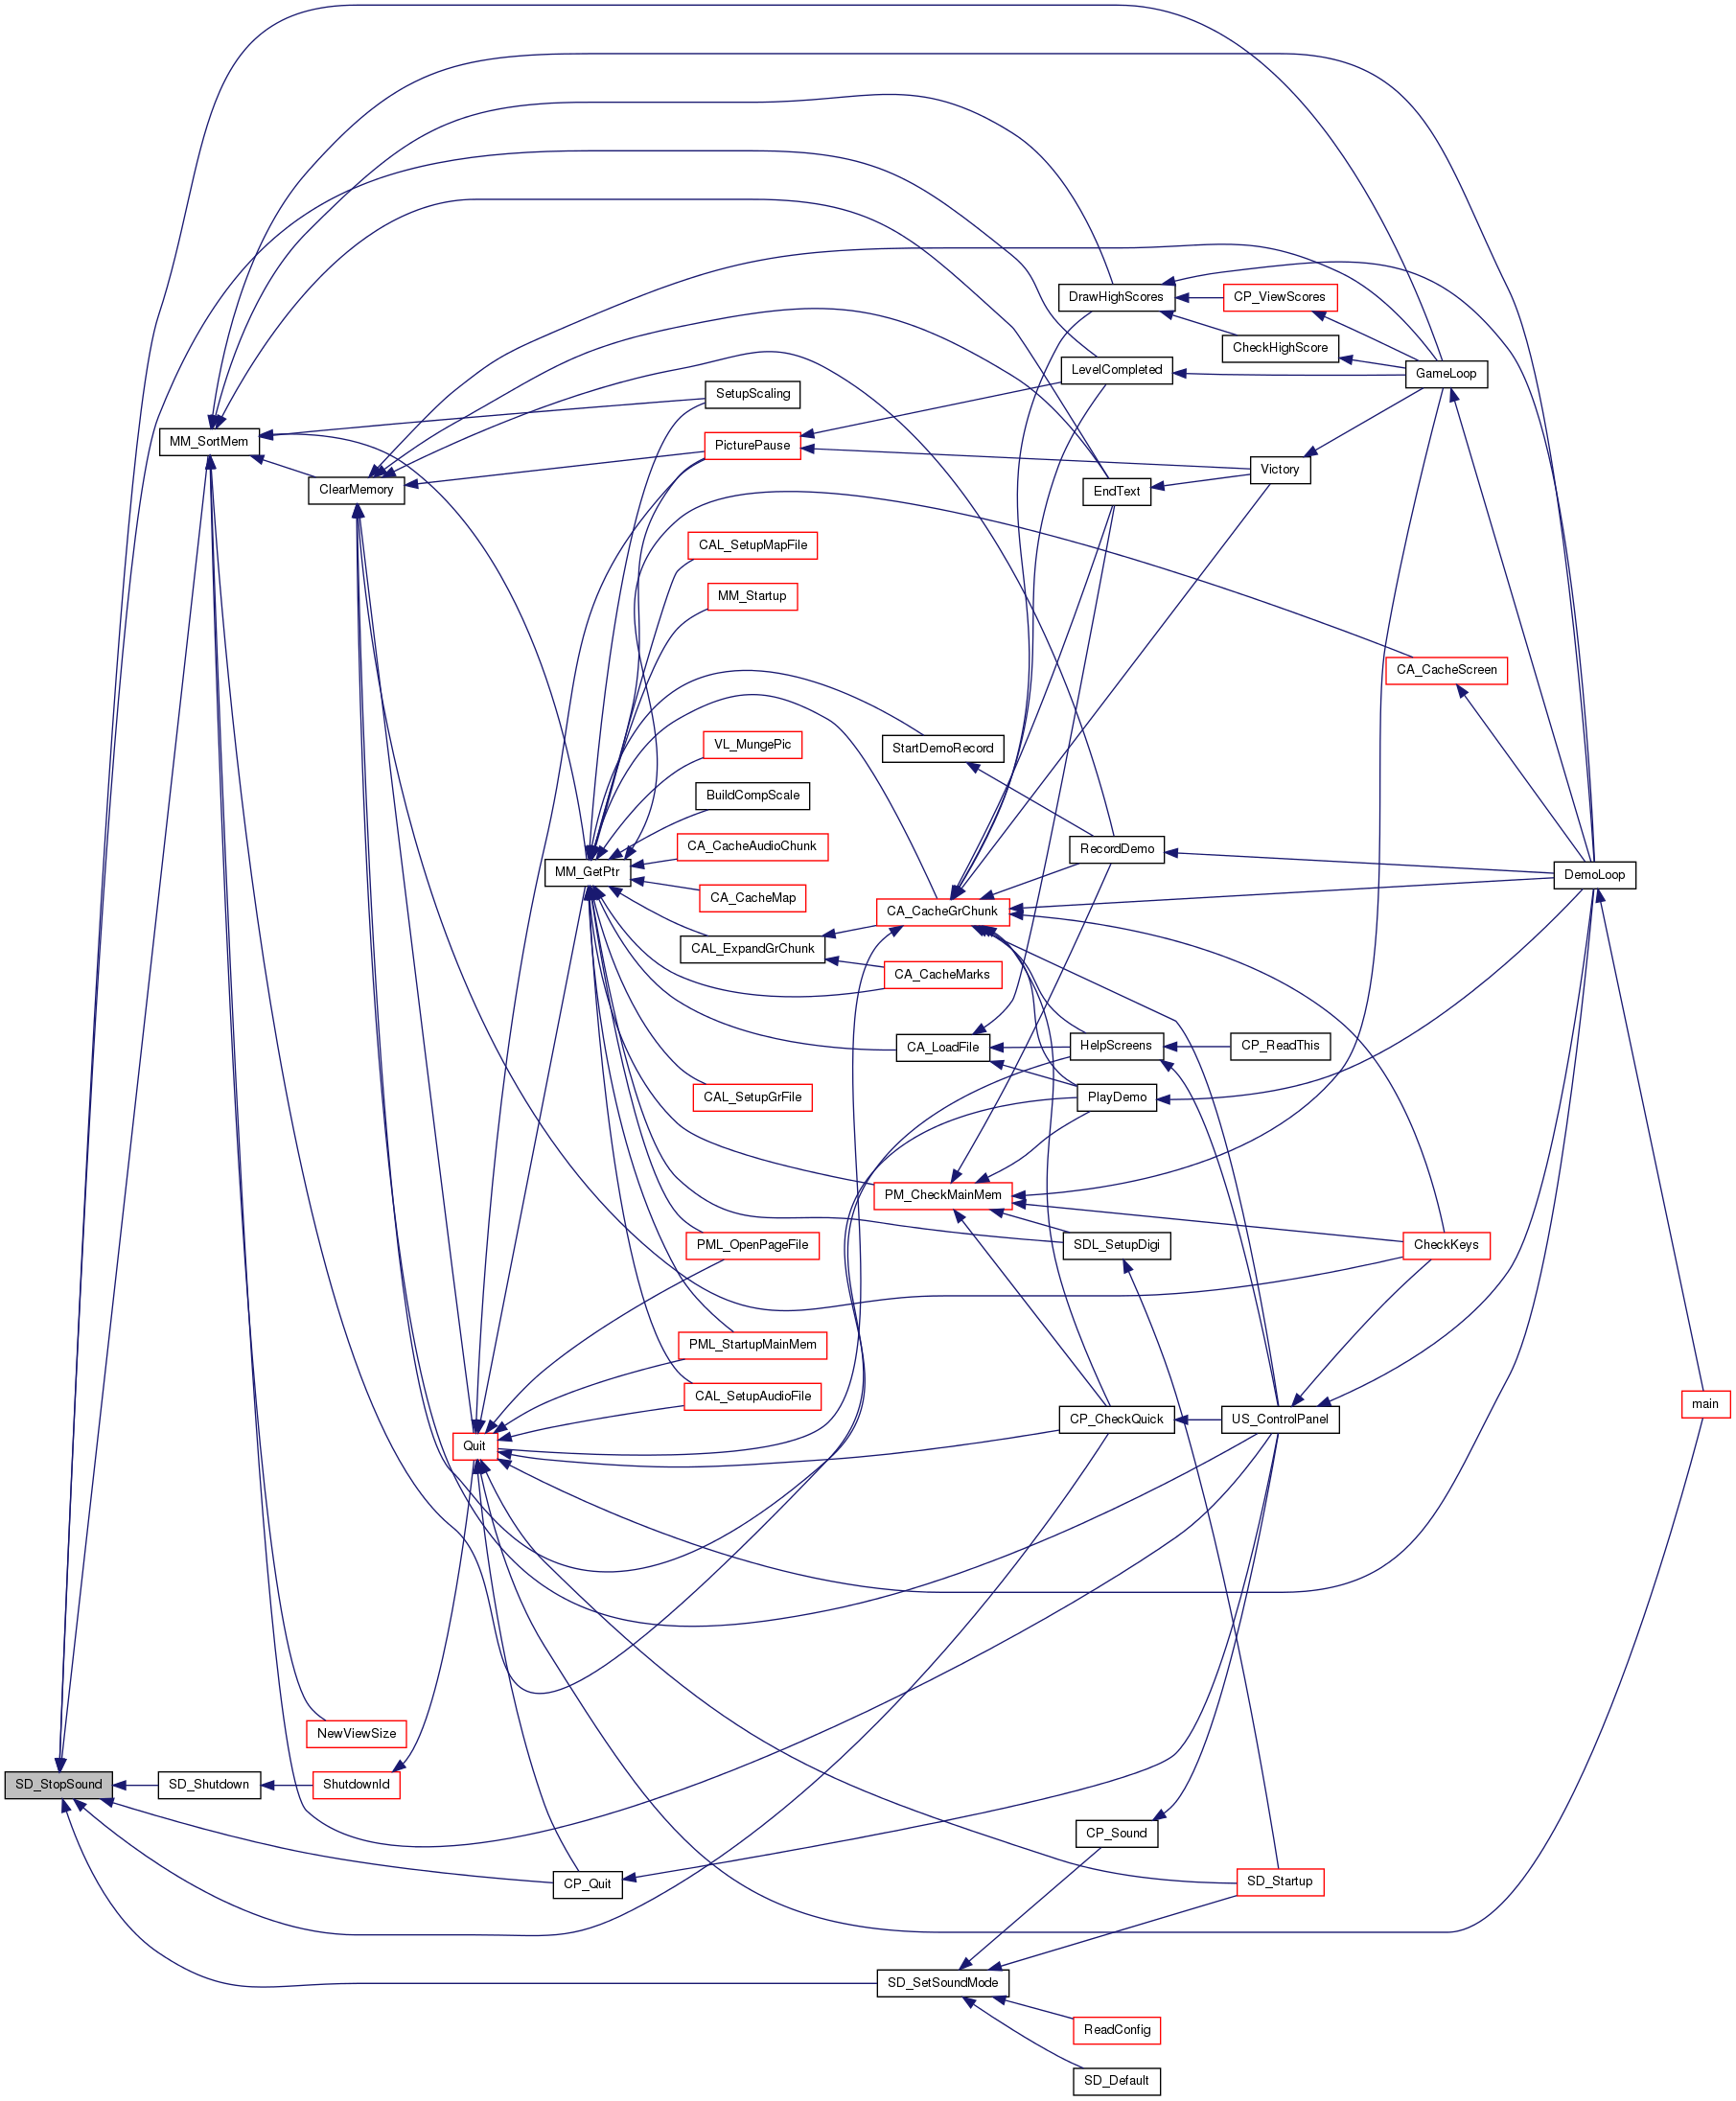 DrawHighScores
CP_ViewScores
CheckHighScore
LevelCompleted
GameLoop
SetupScaling
MM_SortMem
PicturePause
Victory
ClearMemory
EndText
CAL_SetupMapFile
MM_Startup
CA_CacheScreen
VL_MungePic
StartDemoRecord
BuildCompScale
CA_CacheAudioChunk
RecordDemo
MM_GetPtr
DemoLoop
CA_CacheMap
CA_CacheGrChunk
CAL_ExpandGrChunk
CA_CacheMarks
CA_LoadFile
HelpScreens
CP_ReadThis
CAL_SetupGrFile
PlayDemo
PM_CheckMainMem
PML_OpenPageFile
SDL_SetupDigi
CheckKeys
PML_StartupMainMem
CAL_SetupAudioFile
main
CP_CheckQuick
US_ControlPanel
Quit
NewViewSize
SD_StopSound
SD_Shutdown
ShutdownId
CP_Sound
CP_Quit
SD_Startup
SD_SetSoundMode
ReadConfig
SD_Default